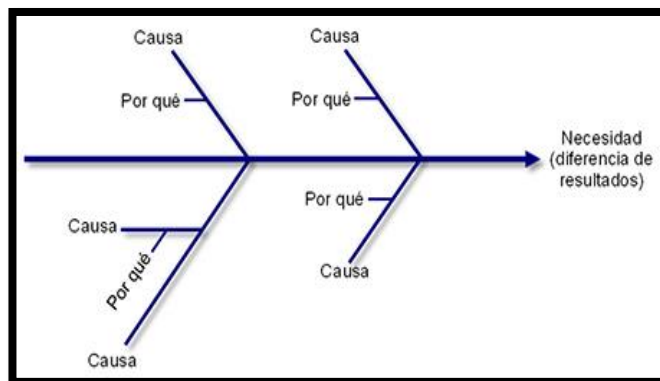 Causa
Causa
Por qué
Por qué
Necesidad
(diferencia de
resultados)
Por qué
Causa
Por qué
Causa
Causa